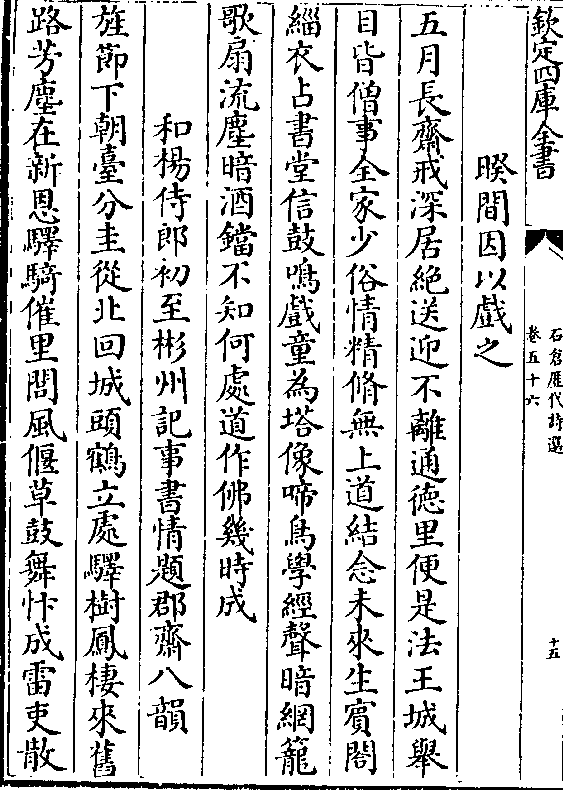 欽定四庫全書
石倉歴代詩選
卷五十六
十五
暌間因以戲之
五月長齋戒深居絶送迎不離通徳里便是法王城舉
目皆僧事全家少俗情精脩無上道結念未來生賓閤
緇衣占書堂信鼓鳴戲童為塔像啼鳥學經聲暗網籠
歌扇流塵暗酒鐺不知何處道作佛幾時成
和楊侍郎初至彬州記事書情題郡齋八韻
旌節下朝臺分圭從北回城頭鶴立處驛樹鳳棲來舊
路芳塵在新恩驛騎催里閭風偃草鼓舞忭成雷吏散